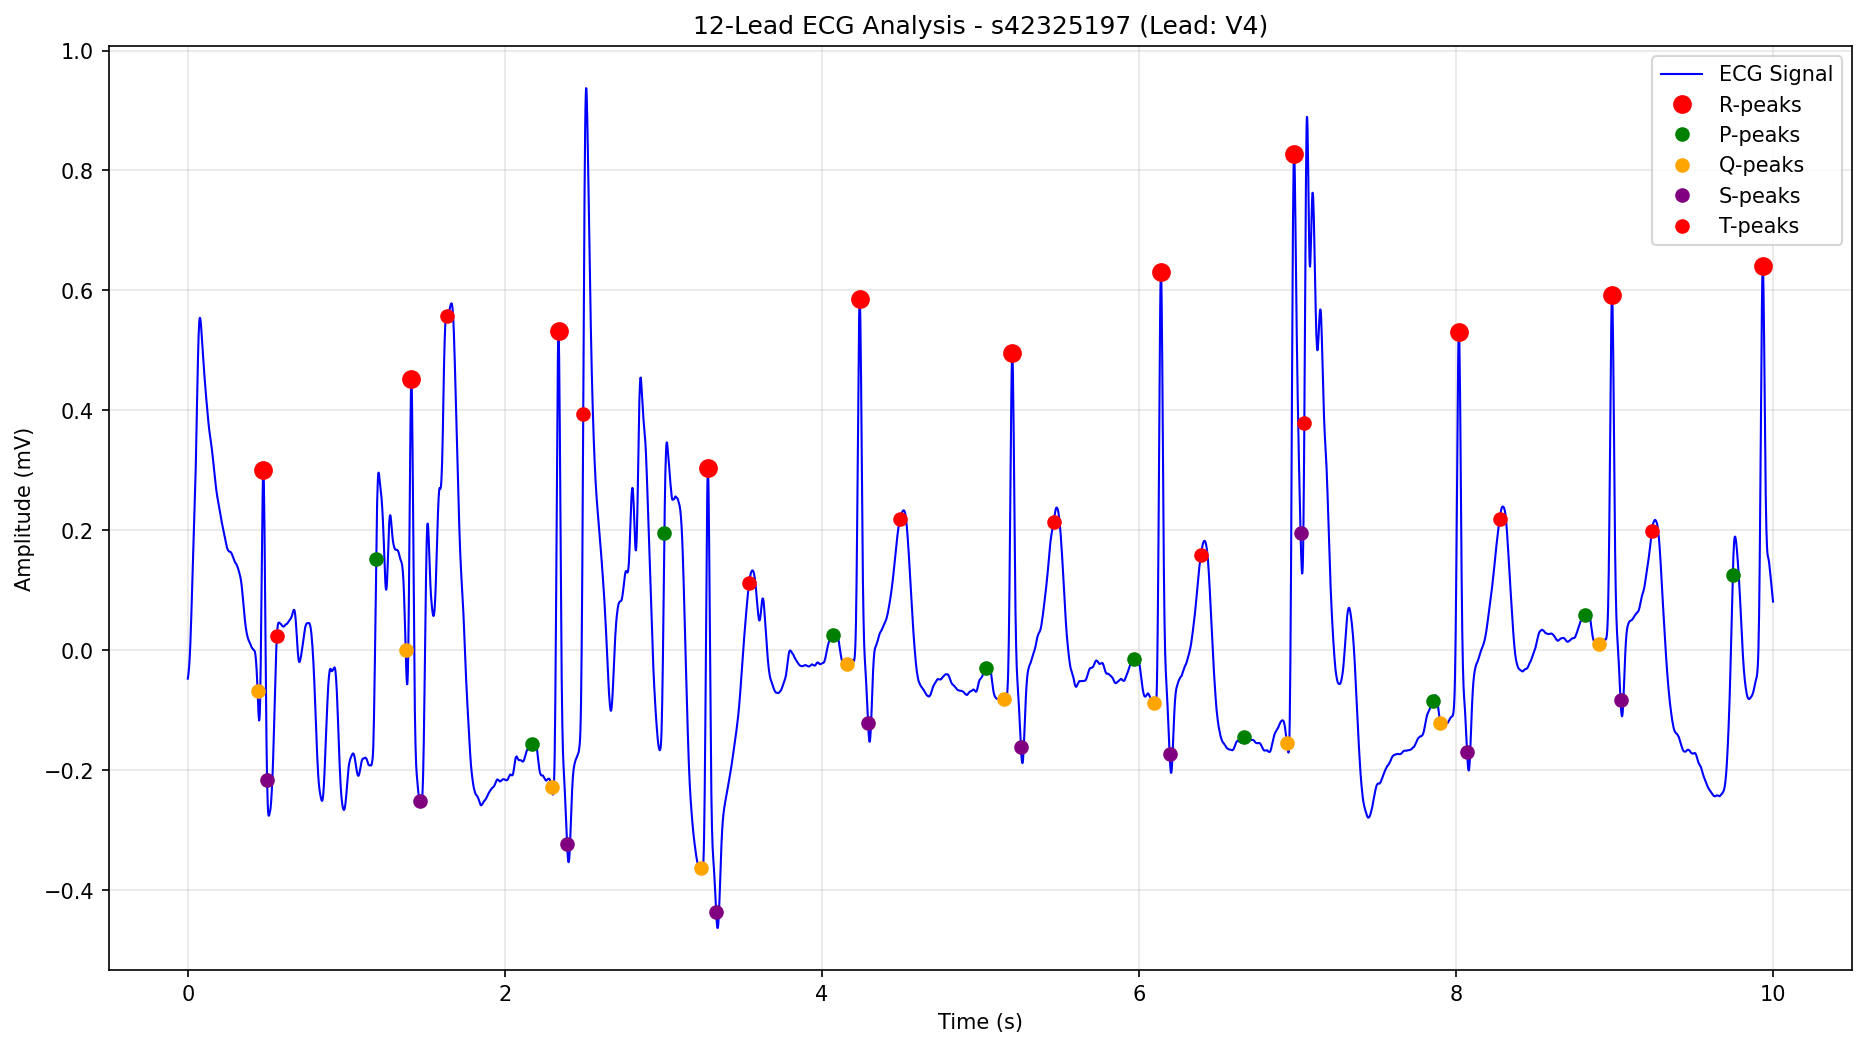 12-Lead ECG Analysis - s42325197 (Lead: V4)
ECG Signal
R-peaks
P-peaks
Q-peaks
S-peaks
T-peaks
Amplitude (mV)
1.0
0.8
0.6
0.4
0.2
0.0
−0.2
−0.4
0 2 4 6 8 10
Time (s)